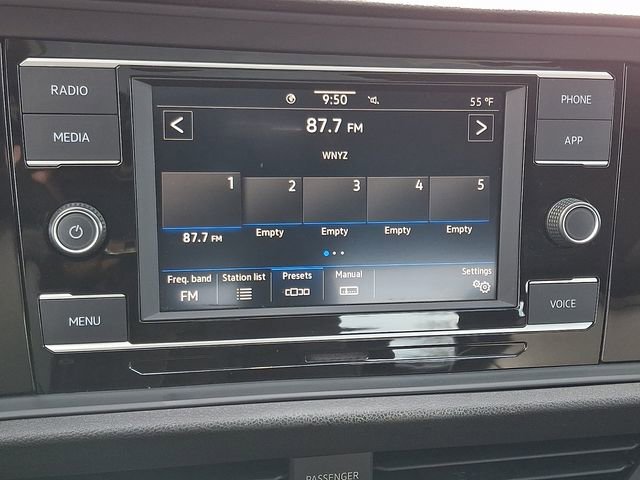 RADIO
MEDIA
MENU
9:50
55 °F
87.7 FM
WNYZ
1 2 3 4 5
87.7 FM Empty Empty Empty Empty
Freq. band Station list Presets Manual Settings
FM
PHONE
APP
VOICE
PASSENGER